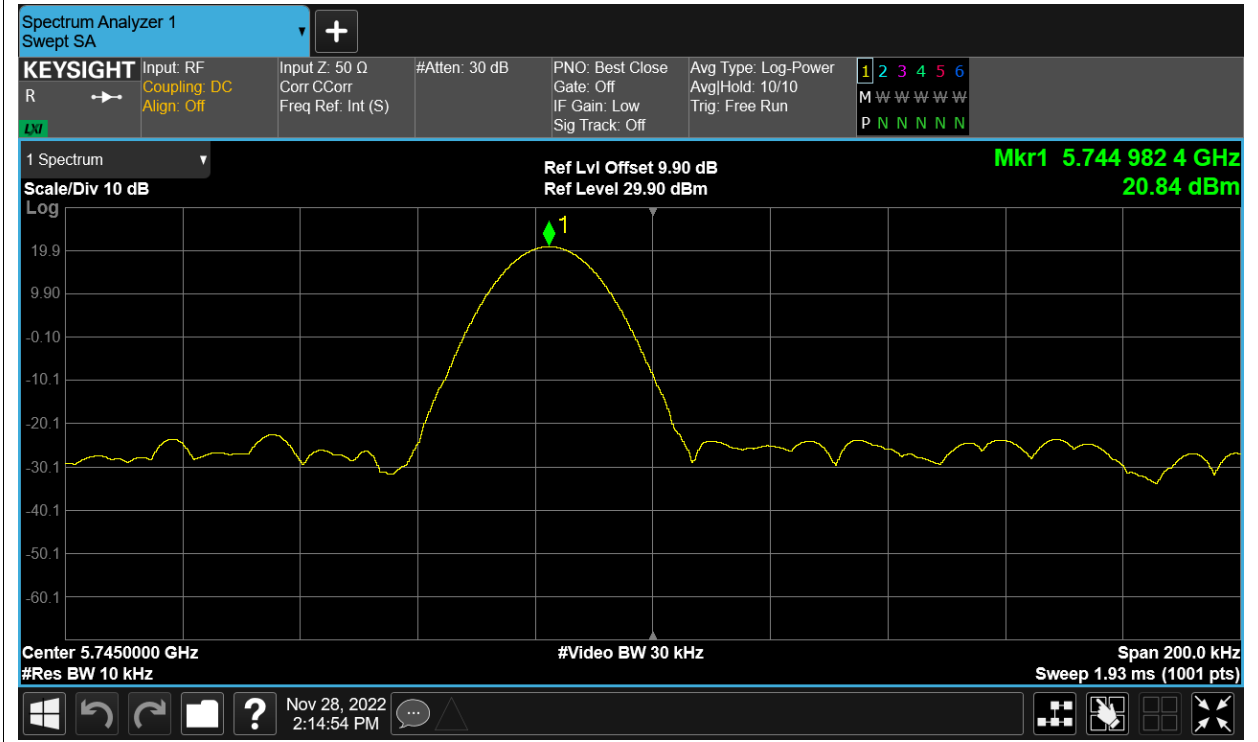 Spectrum Analyzer 1
Swept SA
KEYSIGHT
R
LXI
Input: RF
Coupling: DC
Align: Off
Input Z: 50 Ω
Corr CCorr
Freq Ref: Int (S)
#Atten: 30 dB
PNO: Best Close
Gate: Off
IF Gain: Low
Sig Track: Off
Avg Type: Log-Power
Avg|Hold: 10/10
Trig: Free Run
1 2 3 4 5 6
M W W W W W
P N N N N N
1 Spectrum
Scale/Div 10 dB
Log
Ref Lvl Offset 9.90 dB
Ref Level 29.90 dBm
Mkr1 5.744 982 4 GHz
20.84 dBm
1
19.9
9.90
-0.10
-10.1
-20.1
-30.1
-40.1
-50.1
-60.1
Center 5.7450000 GHz
#Video BW 30 kHz
Span 200.0 kHz
#Res BW 10 kHz
Sweep 1.93 ms (1001 pts)
?
Nov 28, 2022
2:14:54 PM